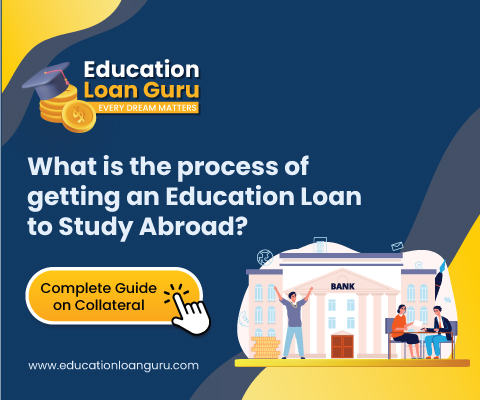 Education
Loan Guru
EVERY DREAM MATTERS
What is the process of
getting an Education Loan
to Study Abroad?
Complete Guide
on Collateral
BANK
www.educationloanguru.com